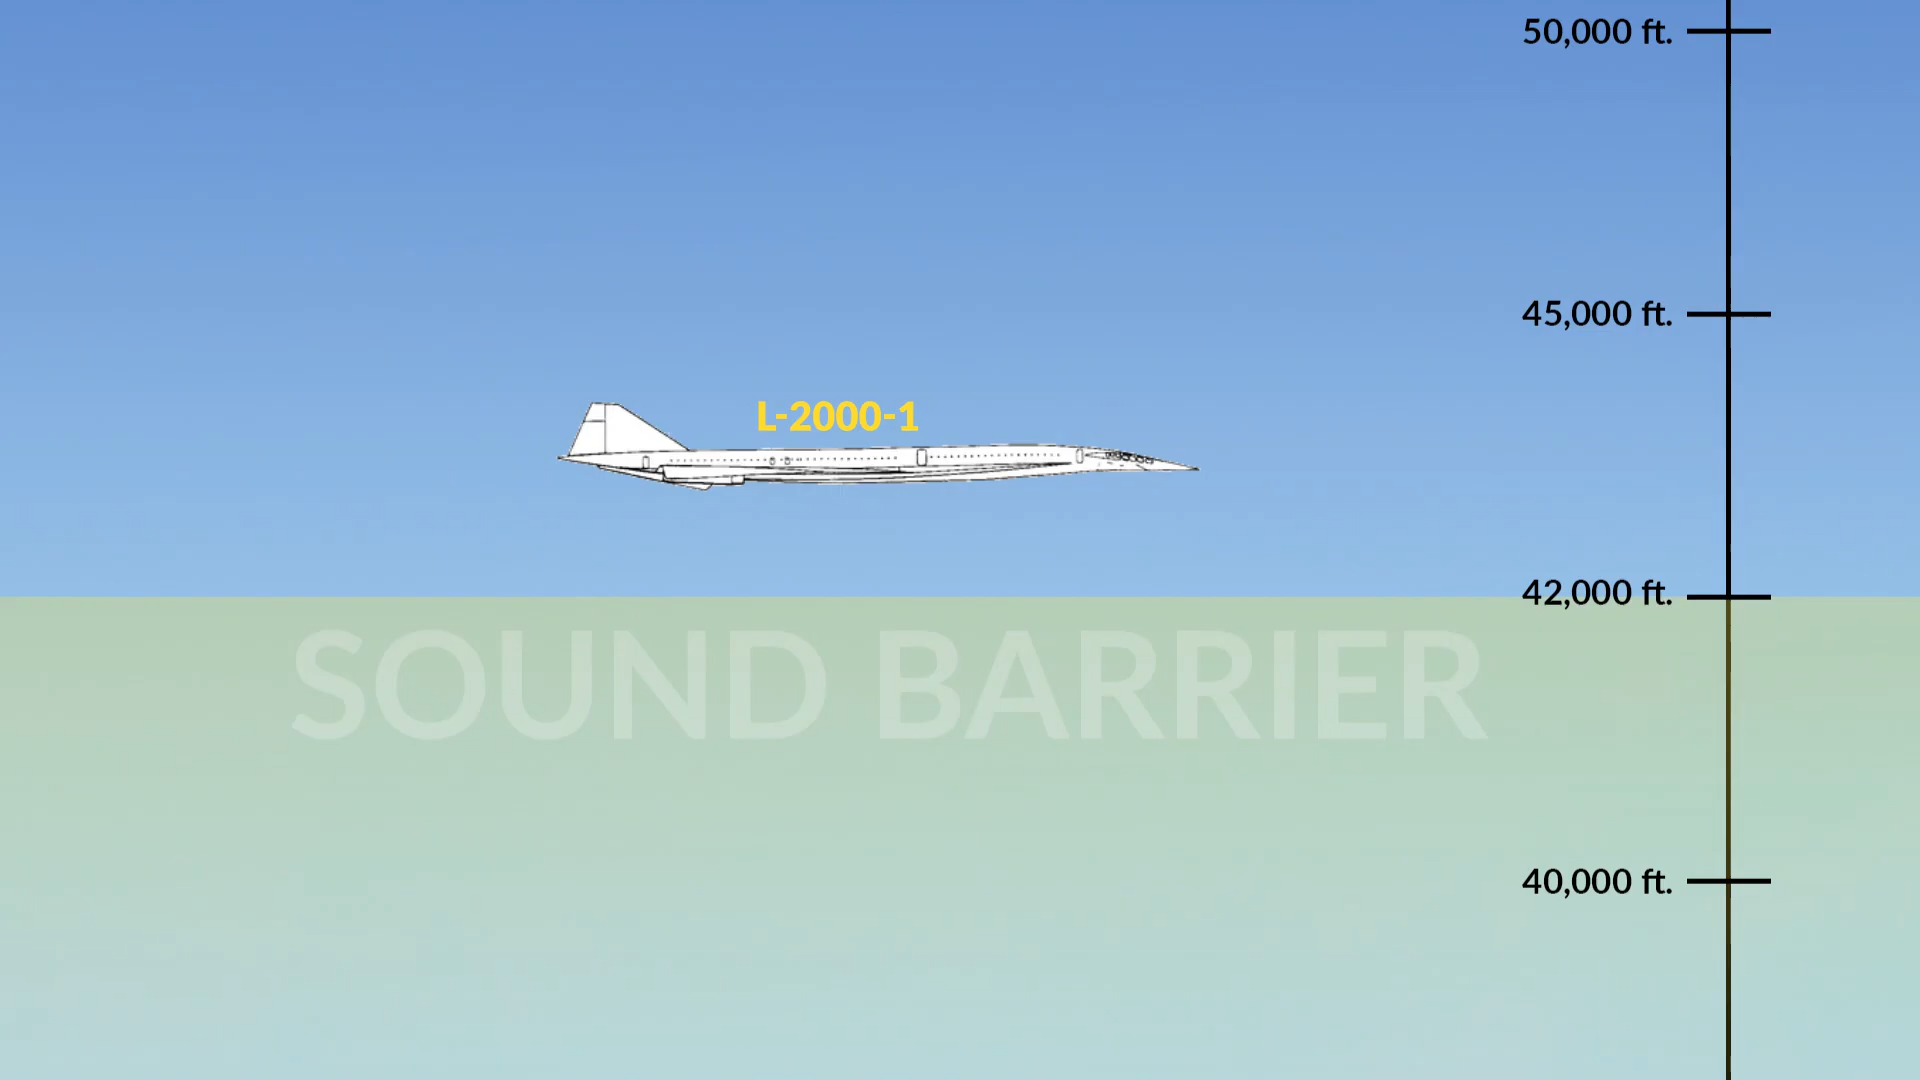 50,000 ft.
45,000 ft.
L-2000-1
42,000 ft.
SOUND BARRIER
40,000 ft.